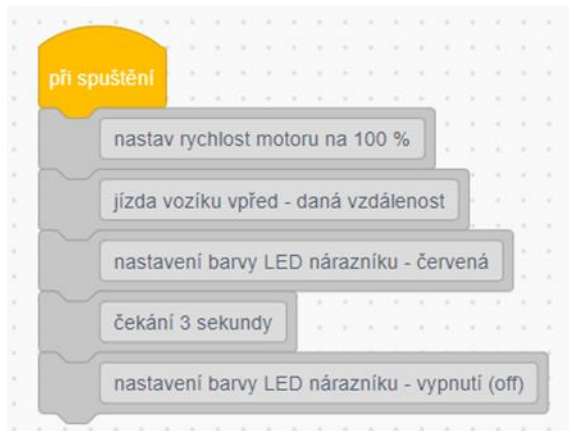 při spuštění
nastav rychlost motoru na 100 %
jízda vozíku vpřed - daná vzdálenost
nastavení barvy LED nárazníku - červená
čekání 3 sekundy
nastavení barvy LED nárazníku - vypnutí (off)